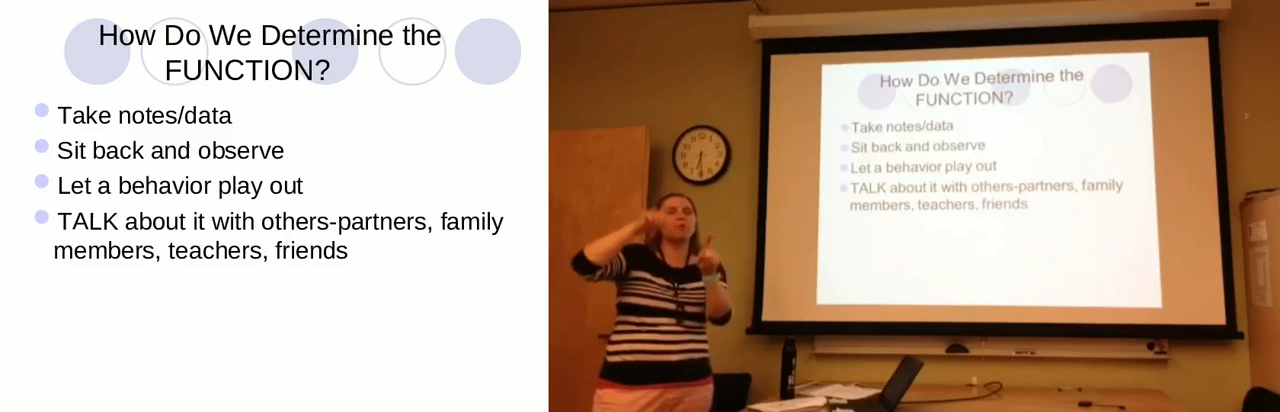 How Do We Determine the
FUNCTION?
Take notes/data
Sit back and observe
Let a behavior play out
TALK about it with others-partners, family
members, teachers, friends
How Do We Determine the
FUNCTION?
Take notes/data
Sit back and observe
Let a behavior play out
TALK about it with others-partners, family
members, teachers, friends